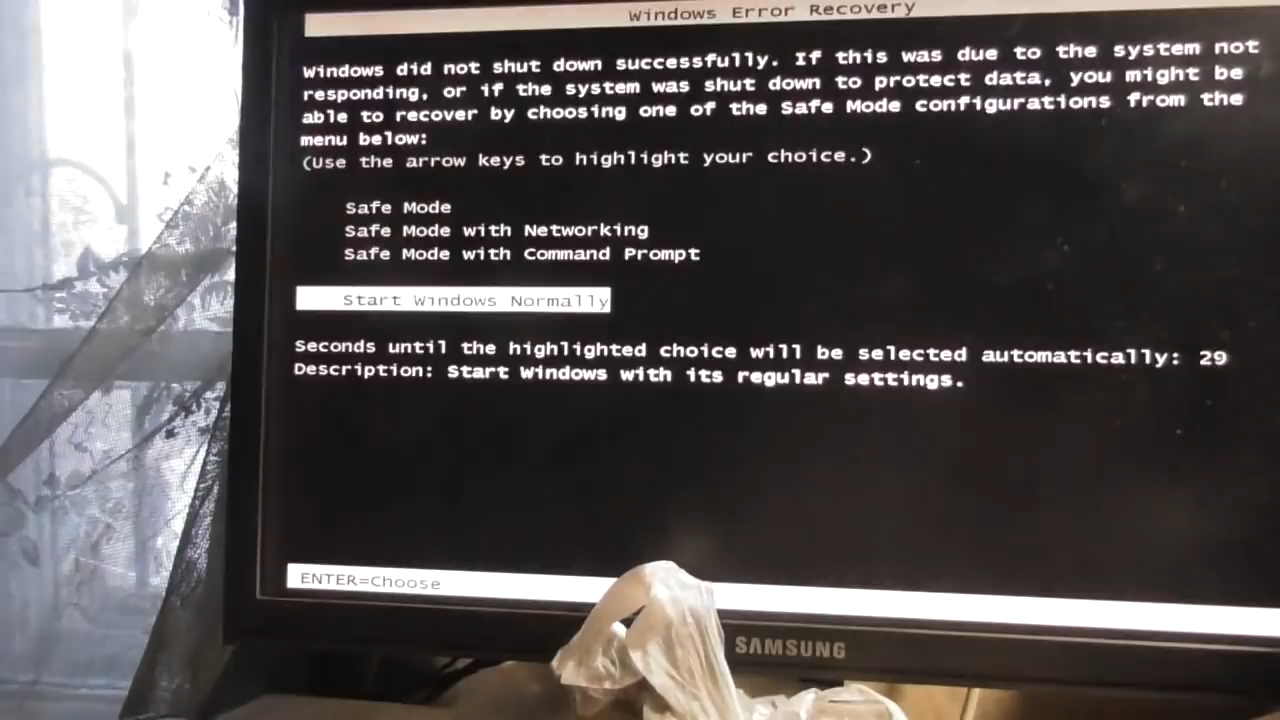 Windows Error Recovery
Windows did not shut down successfully. If this was due to the system not
responding, or if the system was shut down to protect data, you might be
able to recover by choosing one of the Safe Mode configurations from the
menu below:
(Use the arrow keys to highlight your choice.)
Safe Mode
Safe Mode with Networking
Safe Mode with Command Prompt
Start Windows Normally
Seconds until the highlighted choice will be selected automatically: 29
Description: Start Windows with its regular settings.
ENTER=Choose
SAMSUNG